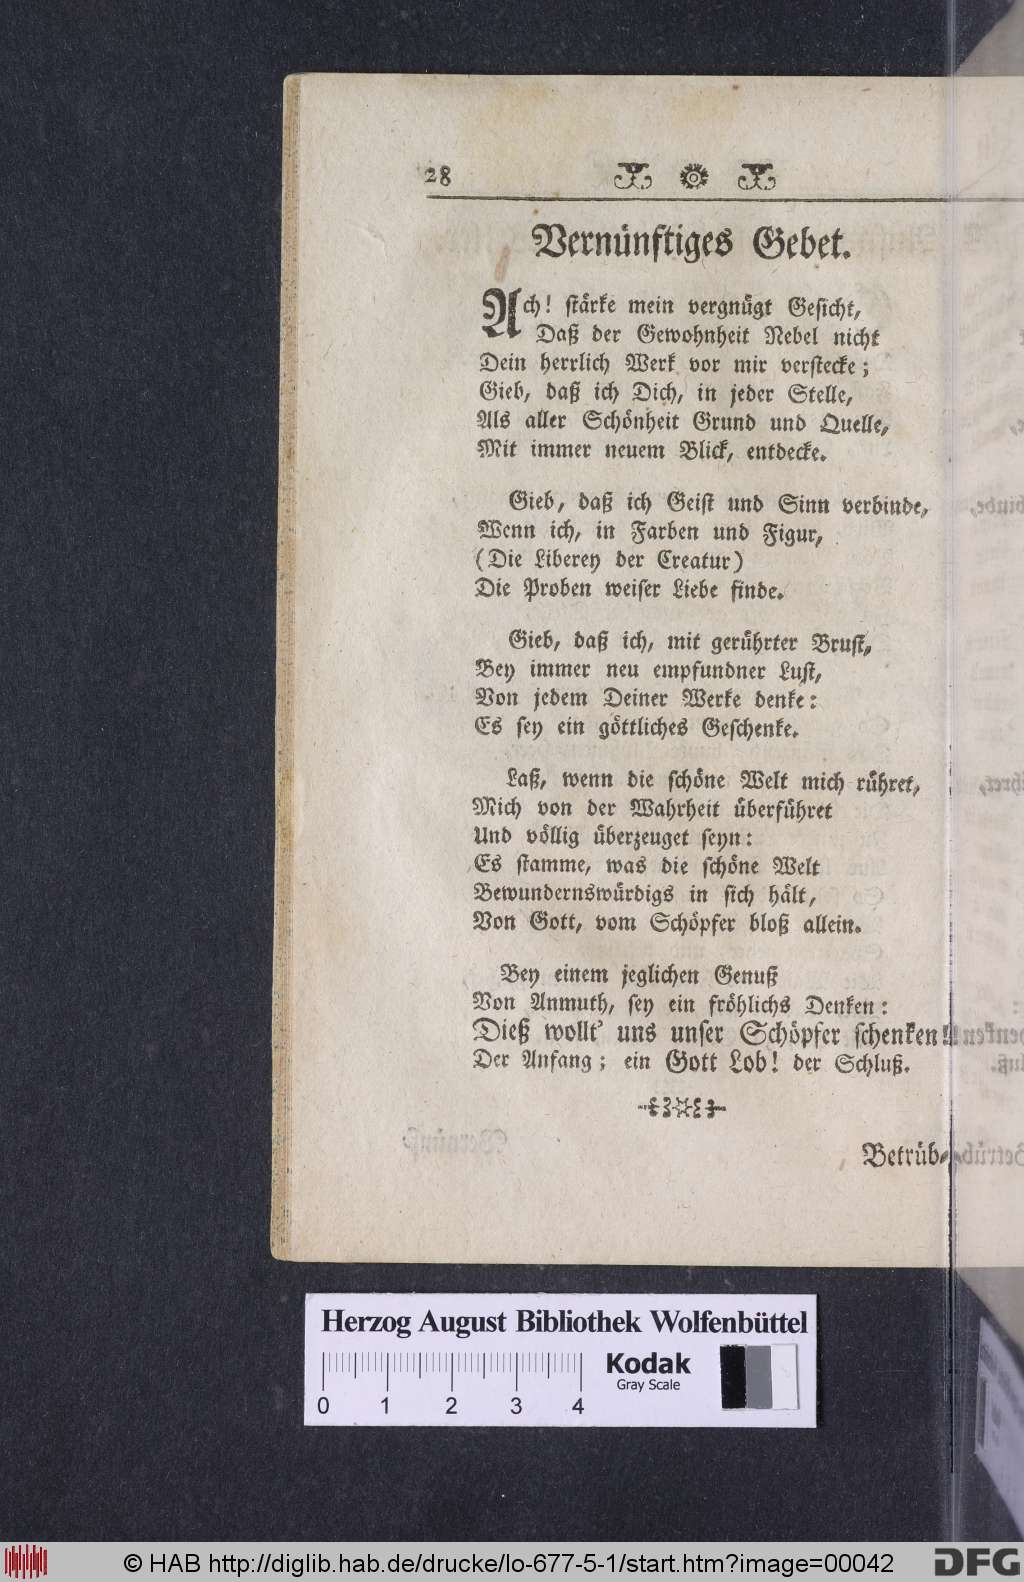 28
Vernünftiges Gebet.
Ach! stärke mein vergnügt Gesicht,
Daß der Gewohnheit Nebel nicht
Dein herrlich Werk vor mir verstecke;
Gieb, daß ich Dich, in jeder Stelle,
Als aller Schönheit Grund und Quelle,
Mit immer neuem Blick, entdecke.
Gieb, daß ich Geist und Sinn verbinde,
Wenn ich, in Farben und Figur,
(Die Liberey der Creatur)
Die Proben weiser Liebe finde.
Gieb, daß ich, mit gerührter Brust,
Bey immer neu empfundner Lust,
Von jedem Deiner Werke denke:
Es sey ein göttliches Geschenke.
Laß, wenn die schöne Welt mich rühret,
Mich von der Wahrheit überführet
Und völlig überzeuget seyn:
Es stamme, was die schöne Welt
Bewundernswürdigs in sich hält,
Von Gott, vom Schöpfer bloß allein.
Bey einem jeglichen Genuß
Von Anmuth, sey ein fröhlichs Denken:
Dieß wollt' uns unser Schöpfer schenken!
Der Anfang; ein Gott Lob! der Schluß.
Betrüb-
Herzog August Bibliothek Wolfenbüttel
Kodak
Gray Scale
0 1 2 3 4
© HAB http://diglib.hab.de/drucke/lo-677-5-1/start.htm?image=00042
DFG